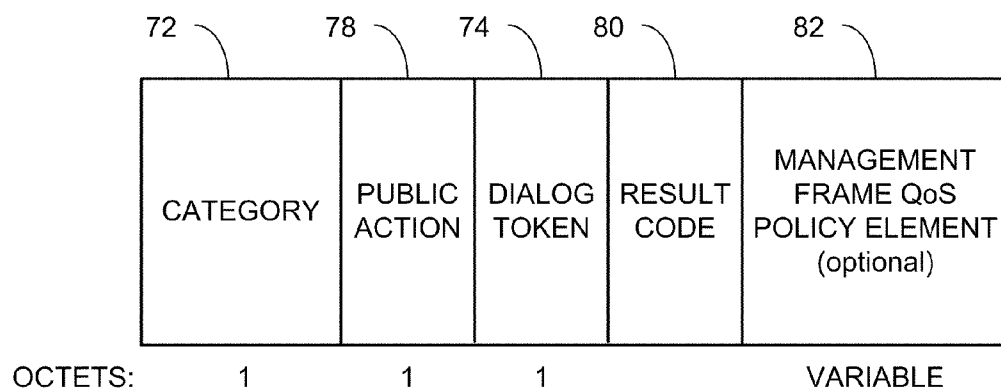 72 78 74 80 82
CATEGORY
PUBLIC
ACTION
DIALOG
TOKEN
RESULT
CODE
MANAGEMENT
FRAME QoS
POLICY ELEMENT
(optional)
OCTETS: 1 1 1 VARIABLE